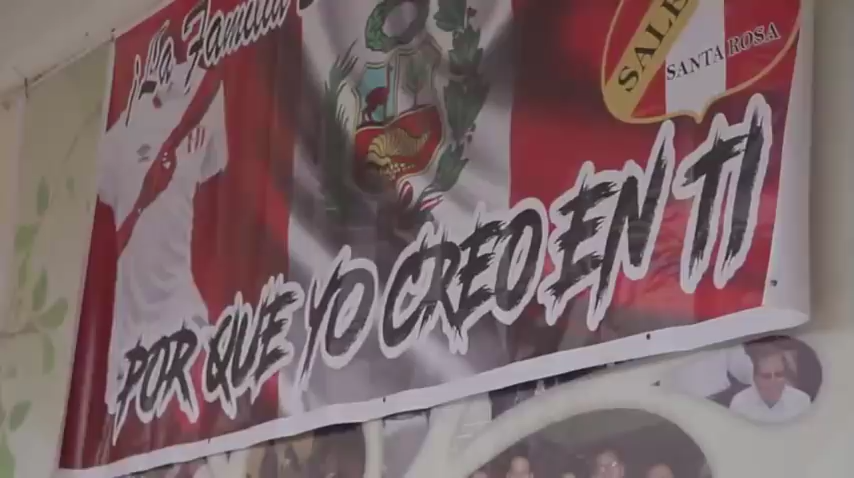 ¡La Familia
SALE
SANTA ROSA
POR QUE YO CREO EN TI